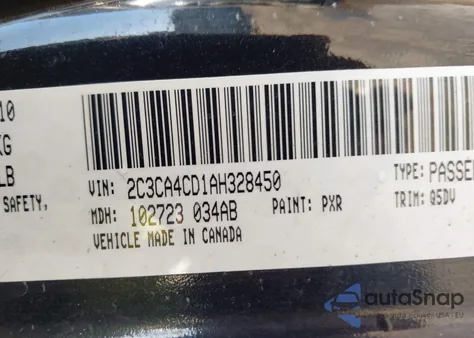 10
KG
LB
SAFETY,
VIN: 2C3CA4CD1AH328450
TYPE: PASSE
MDH: 102723 034AB
PAINT: PXR
TRIM: Q5DV
VEHICLE MADE IN CANADA
autaSnap